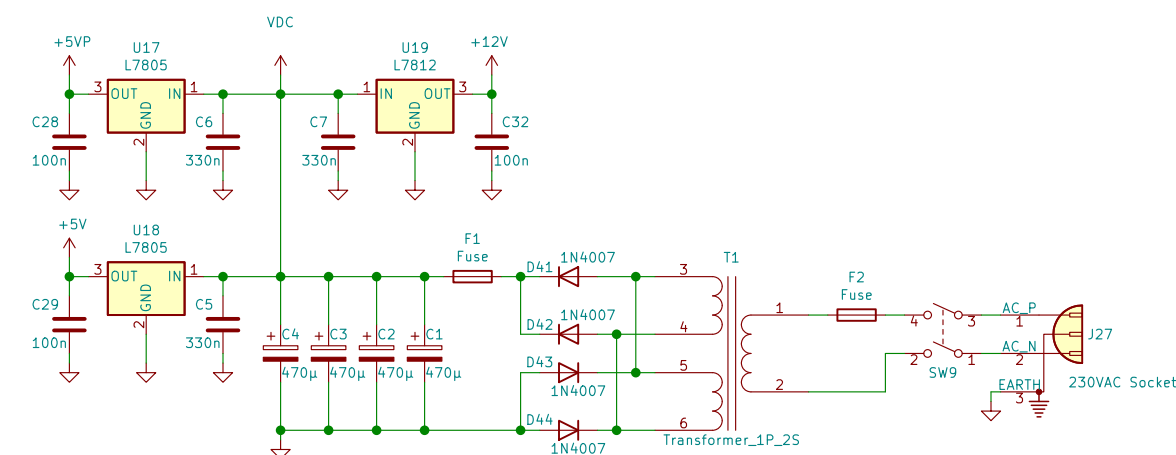 VDC
+5VP
U17
L7805
3
OUT
IN
1
GND
2
C28
100n
C6
330n
U19
L7812
+12V
1
IN
OUT
3
GND
2
C7
330n
C32
100n
+5V
U18
L7805
3
OUT
IN
1
GND
2
C29
100n
C5
330n
+
C4
470µ
+
C3
470µ
+
C2
470µ
+
C1
470µ
F1
Fuse
D41
1N4007
D42
1N4007
D43
1N4007
D44
1N4007
T1
3
4
5
6
1
2
Transformer_1P_2S
F2
Fuse
4
3
2
1
SW9
AC_P
1
AC_N
2
EARTH
3
J27
230VAC Socket